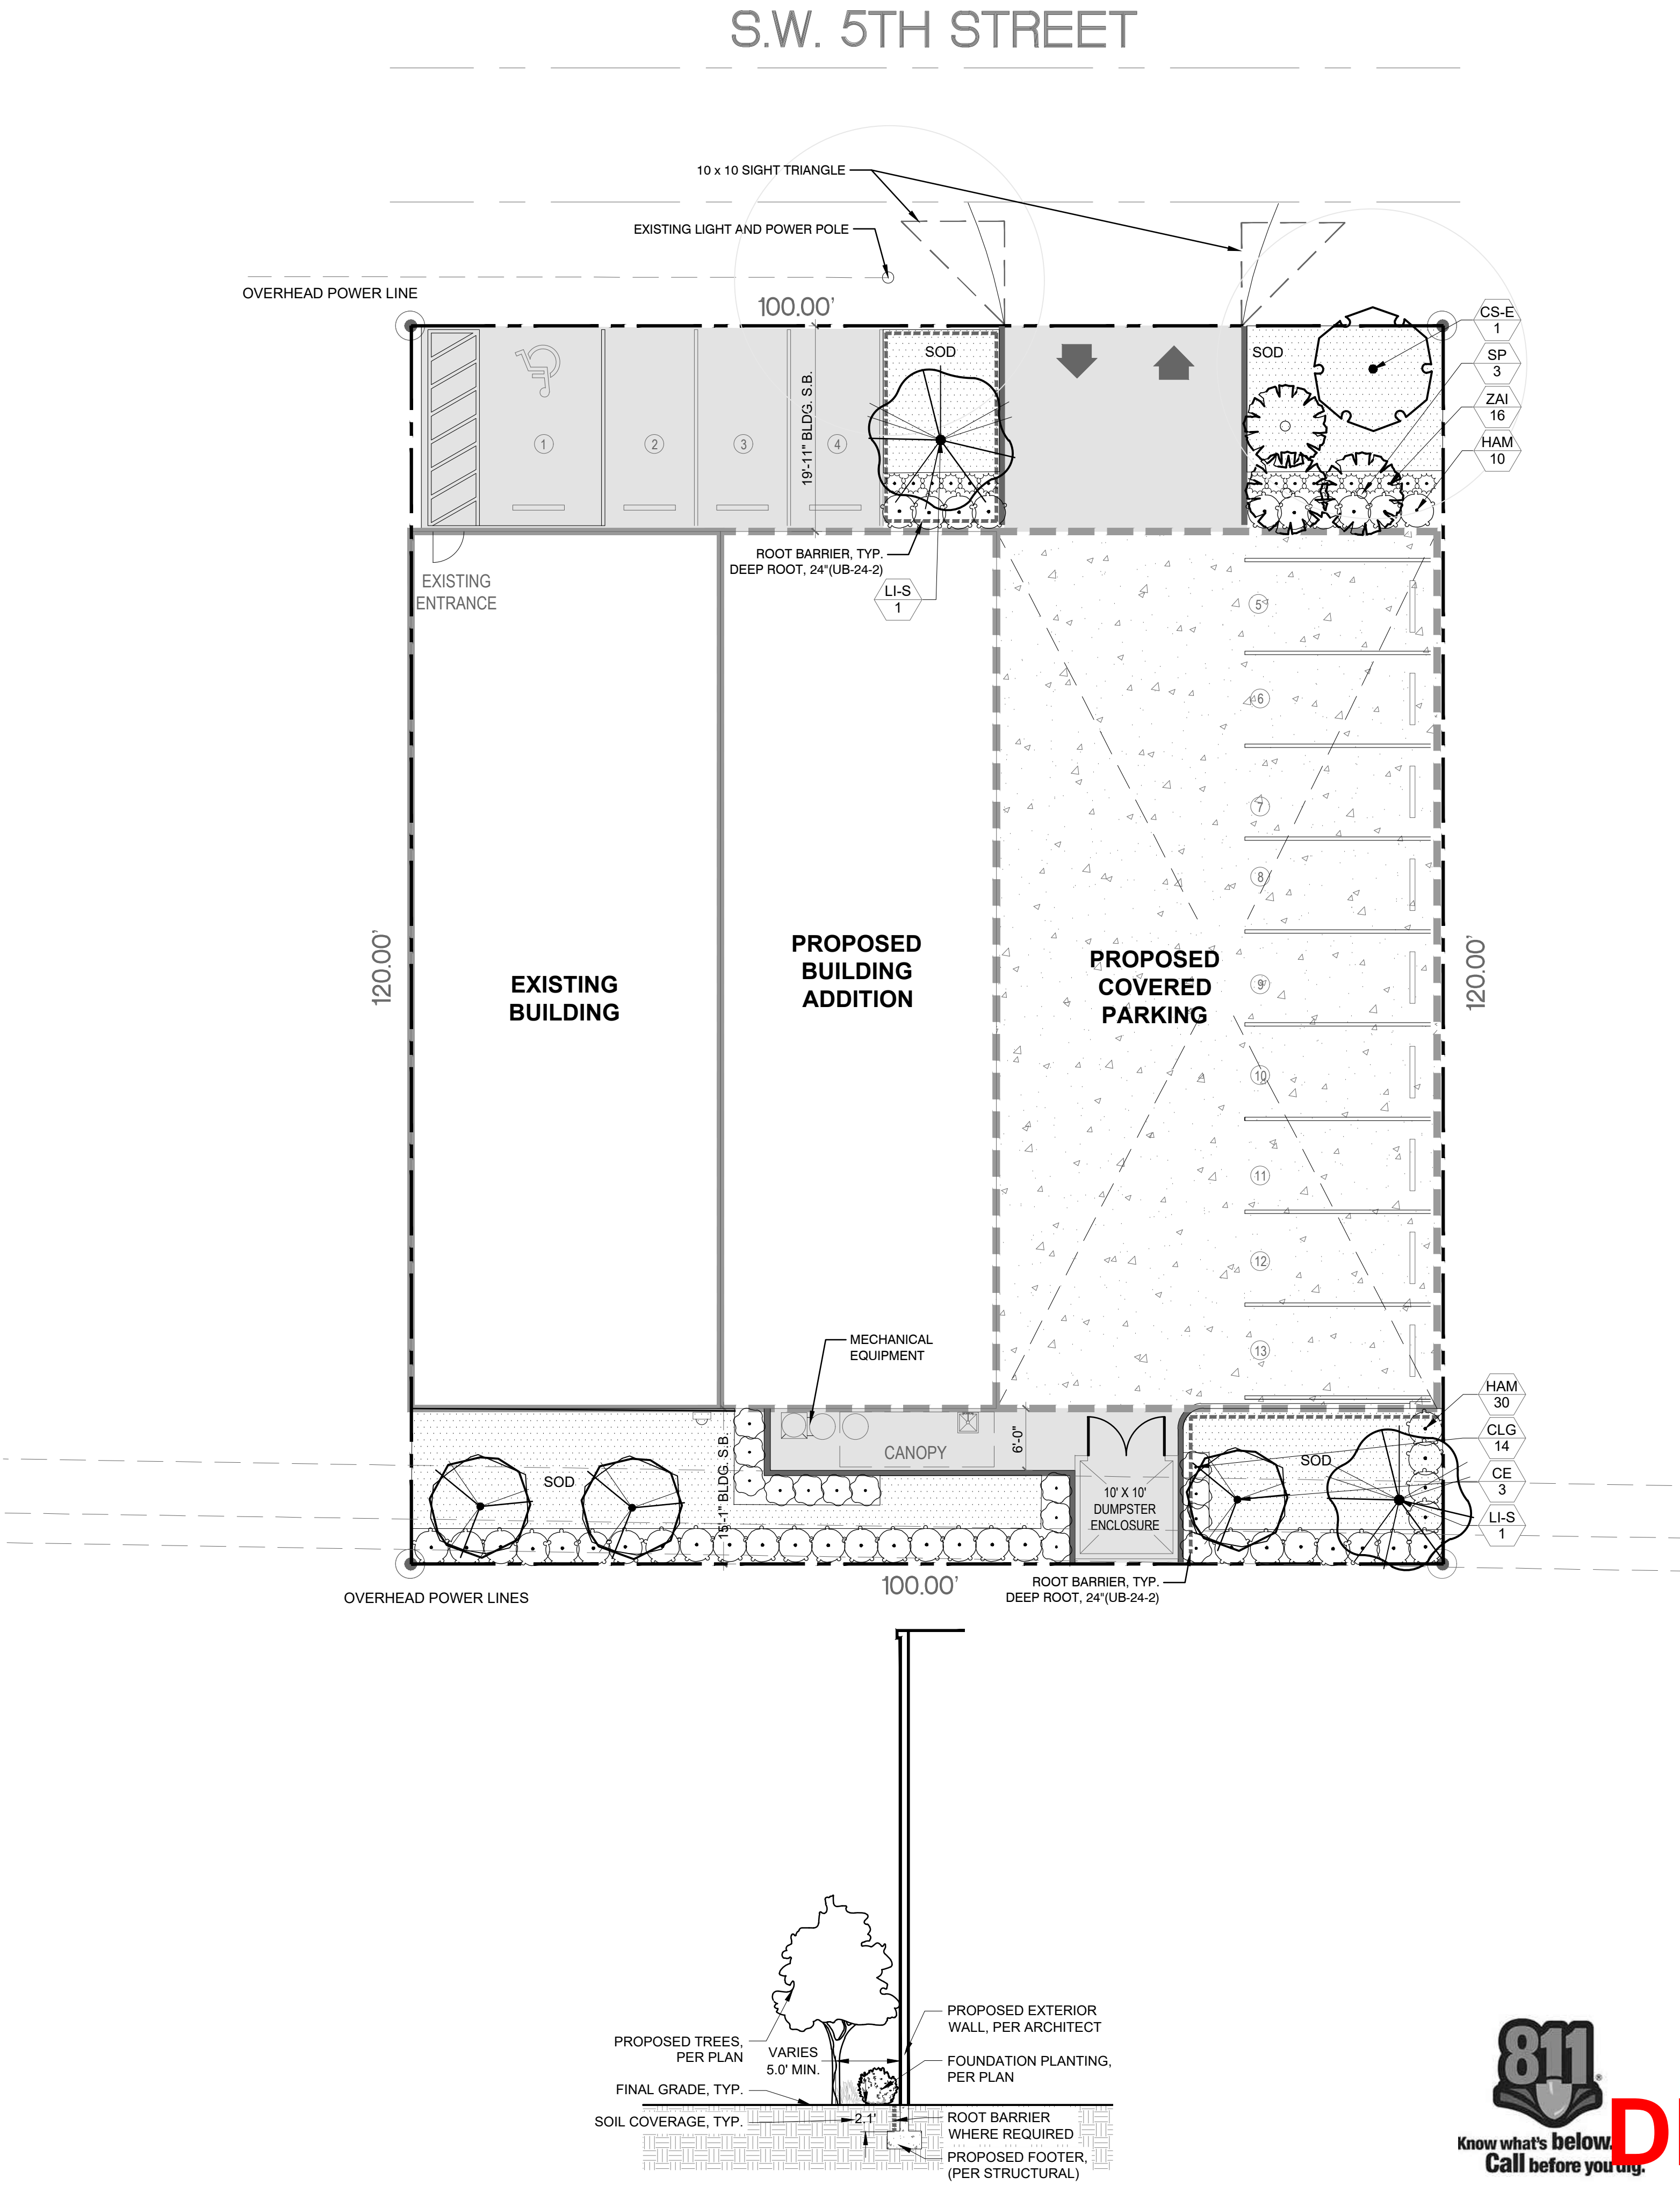 S.W. 5TH STREET
10 x 10 SIGHT TRIANGLE
EXISTING LIGHT AND POWER POLE
OVERHEAD POWER LINE
100.00'
CS-E
1
SP
3
ZAI
16
HAM
10
SOD
SOD
19'-11" BLDG. S.B.
1
2
3
4
ROOT BARRIER, TYP.
DEEP ROOT, 24"(UB-24-2)
LI-S
1
EXISTING
ENTRANCE
5
6
7
8
9
10
11
12
13
120.00'
EXISTING
BUILDING
PROPOSED
BUILDING
ADDITION
PROPOSED
COVERED
PARKING
120.00'
MECHANICAL
EQUIPMENT
HAM
30
CLG
14
CE
3
LI-S
1
CANOPY
6'-0"
15'-1" BLDG. S.B.
SOD
SOD
10' X 10'
DUMPSTER
ENCLOSURE
OVERHEAD POWER LINES
100.00'
ROOT BARRIER, TYP.
DEEP ROOT, 24"(UB-24-2)
PROPOSED TREES,
PER PLAN
VARIES
5.0' MIN.
FINAL GRADE, TYP.
SOIL COVERAGE, TYP.
2.1'
PROPOSED EXTERIOR
WALL, PER ARCHITECT
FOUNDATION PLANTING,
PER PLAN
ROOT BARRIER
WHERE REQUIRED
PROPOSED FOOTER,
(PER STRUCTURAL)
811
®
Know what's below.
Call before you dig.
D